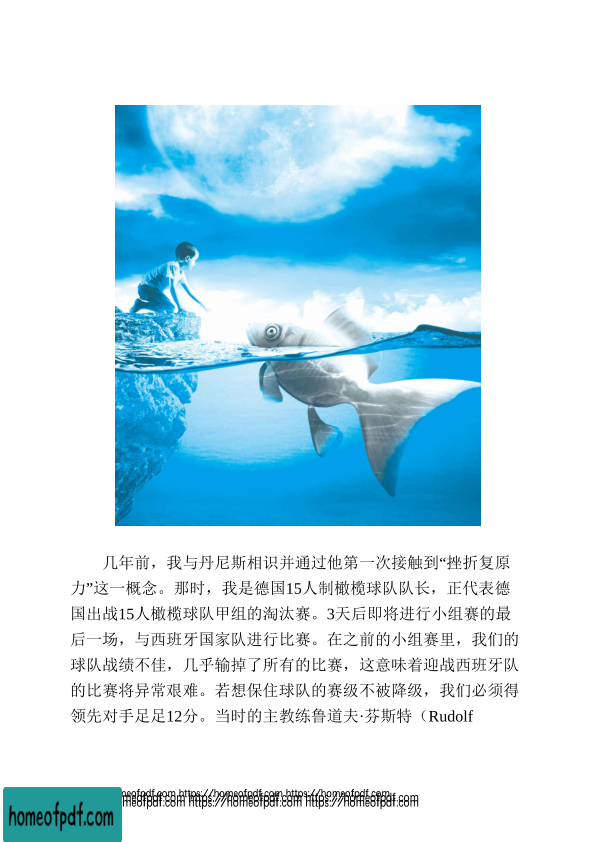 几年前，我与丹尼斯相识并通过他第一次接触到“挫折复原
力”这一概念。那时，我是德国15人制橄榄球队队长，正代表德
国出战15人橄榄球队甲组的淘汰赛。3天后即将进行小组赛的最
后一场，与西班牙国家队进行比赛。在之前的小组赛里，我们的
球队战绩不佳，几乎输掉了所有的比赛，这意味着迎战西班牙队
的比赛将异常艰难。若想保住球队的赛级不被降级，我们必须得
领先对手足足12分。当时的主教练鲁道夫·芬斯特（Rudolf
omeofpdf.com https://homeofpdf.com https://homeofpdf.com
omeofpdf.com https://homeofpdf.com https://homeofpdf.com
homeofpdf.com